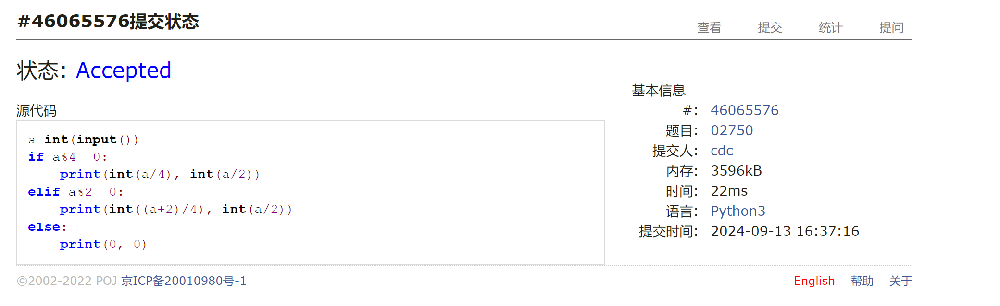 #46065576提交状态
查看 提交 统计 提问
状态: Accepted
源代码
a=int(input())
if a%4==0:
    print(int(a/4), int(a/2))
elif a%2==0:
    print(int((a+2)/4), int(a/2))
else:
    print(0, 0)
基本信息
#: 46065576
题目: 02750
提交人: cdc
内存: 3596kB
时间: 22ms
语言: Python3
提交时间: 2024-09-13 16:37:16
©2002-2022 POJ 京ICP备20010980号-1
English 帮助 关于